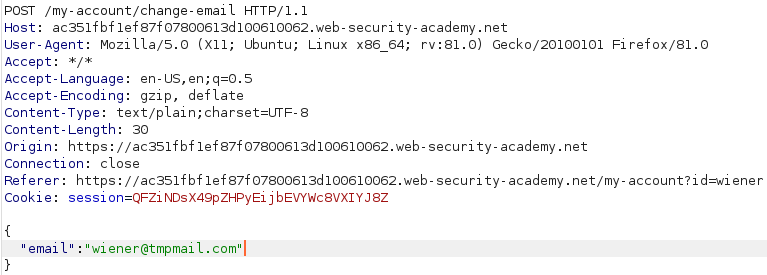 POST /my-account/change-email HTTP/1.1
Host: ac351fbf1ef87f07800613d100610062.web-security-academy.net
User-Agent: Mozilla/5.0 (X11; Ubuntu; Linux x86_64; rv:81.0) Gecko/20100101 Firefox/81.0
Accept: */*
Accept-Language: en-US,en;q=0.5
Accept-Encoding: gzip, deflate
Content-Type: text/plain;charset=UTF-8
Content-Length: 30
Origin: https://ac351fbf1ef87f07800613d100610062.web-security-academy.net
Connection: close
Referer: https://ac351fbf1ef87f07800613d100610062.web-security-academy.net/my-account?id=wiener
Cookie: session=QFZiNDsX49pZHPyEijbEVYWc8VXIYJ8Z
{
"email":"wiener@tmpmail.com"
}